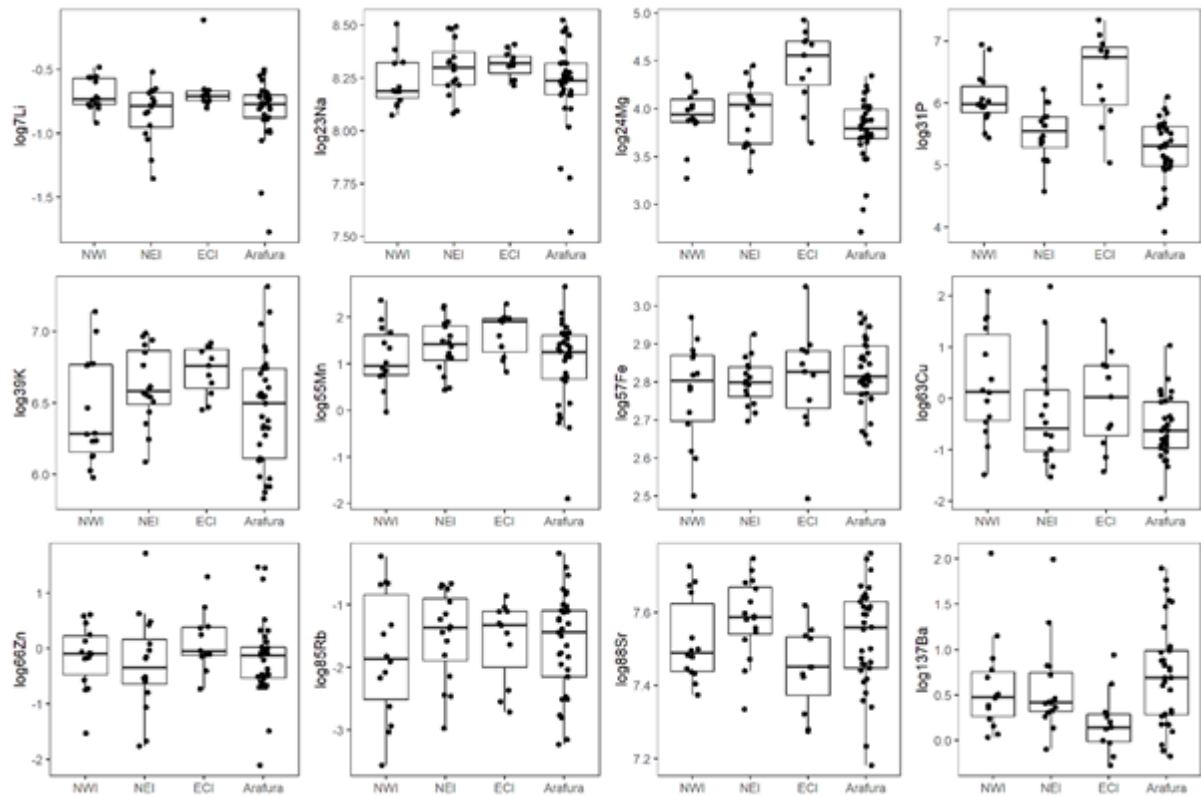 log7Li
-0.5
-1.0
-1.5
NWI NEI ECI Arafura
log23Na
8.50
8.25
8.00
7.75
7.50
NWI NEI ECI Arafura
log24Mg
5.0
4.5
4.0
3.5
3.0
NWI NEI ECI Arafura
log31P
7
6
5
4
NWI NEI ECI Arafura
log39K
7.0
6.5
6.0
NWI NEI ECI Arafura
log55Mn
2
1
0
-1
-2
NWI NEI ECI Arafura
log57Fe
3.0
2.9
2.8
2.7
2.6
2.5
NWI NEI ECI Arafura
log63Cu
2
1
0
-1
-2
NWI NEI ECI Arafura
log66Zn
1
0
-1
-2
NWI NEI ECI Arafura
log85Rb
-1
-2
-3
NWI NEI ECI Arafura
log88Sr
7.6
7.4
7.2
NWI NEI ECI Arafura
log137Ba
2.0
1.5
1.0
0.5
0.0
NWI NEI ECI Arafura